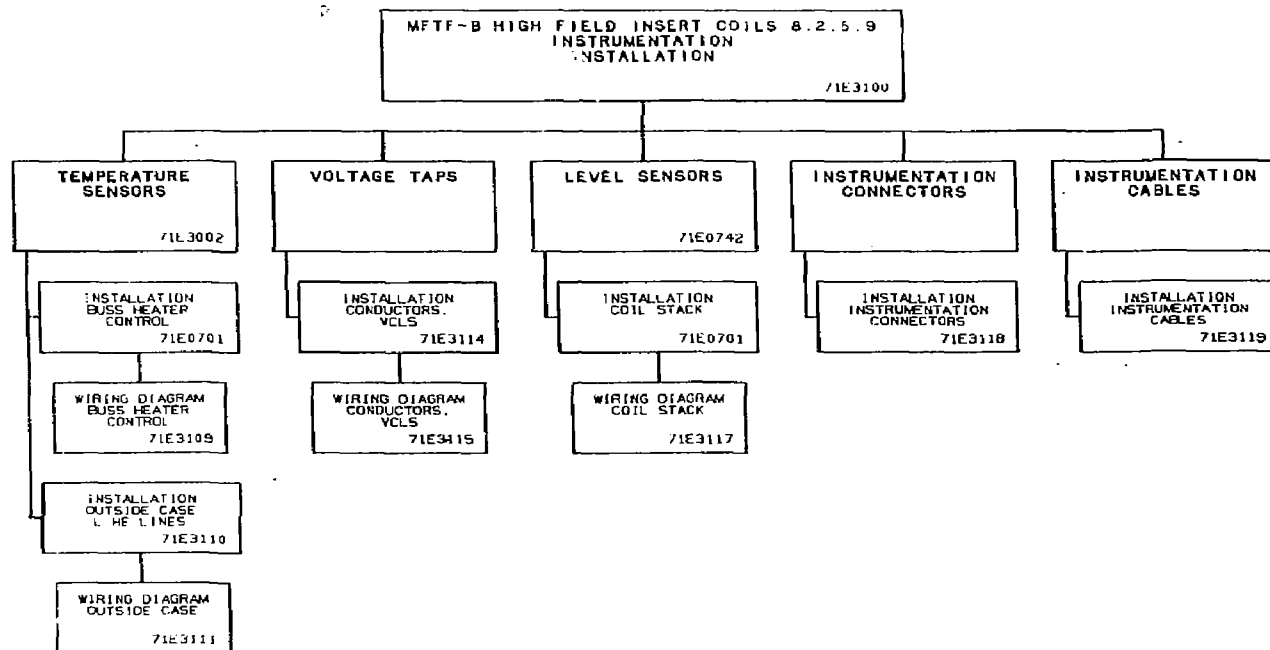 MFTF-B HIGH FIELD INSERT COILS 8.2.5.9
INSTRUMENTATION
INSTALLATION
71E3100
TEMPERATURE
SENSORS
71E3002
VOLTAGE TAPS
LEVEL SENSORS
71E0742
INSTRUMENTATION
CONNECTORS
INSTRUMENTATION
CABLES
INSTALLATION
BUSS HEATER
CONTROL
71E0701
INSTALLATION
CONDUCTORS,
VCLS
71E3114
INSTALLATION
COIL STACK
71E0701
INSTALLATION
INSTRUMENTATION
CONNECTORS
71E3118
INSTALLATION
INSTRUMENTATION
CABLES
71E3119
WIRING DIAGRAM
BUSS HEATER
CONTROL
71E3109
WIRING DIAGRAM
CONDUCTORS,
VCLS
71E3115
WIRING DIAGRAM
COIL STACK
71E3117
INSTALLATION
OUTSIDE CASE
L HE LINES
71E3110
WIRING DIAGRAM
OUTSIDE CASE
71E3111